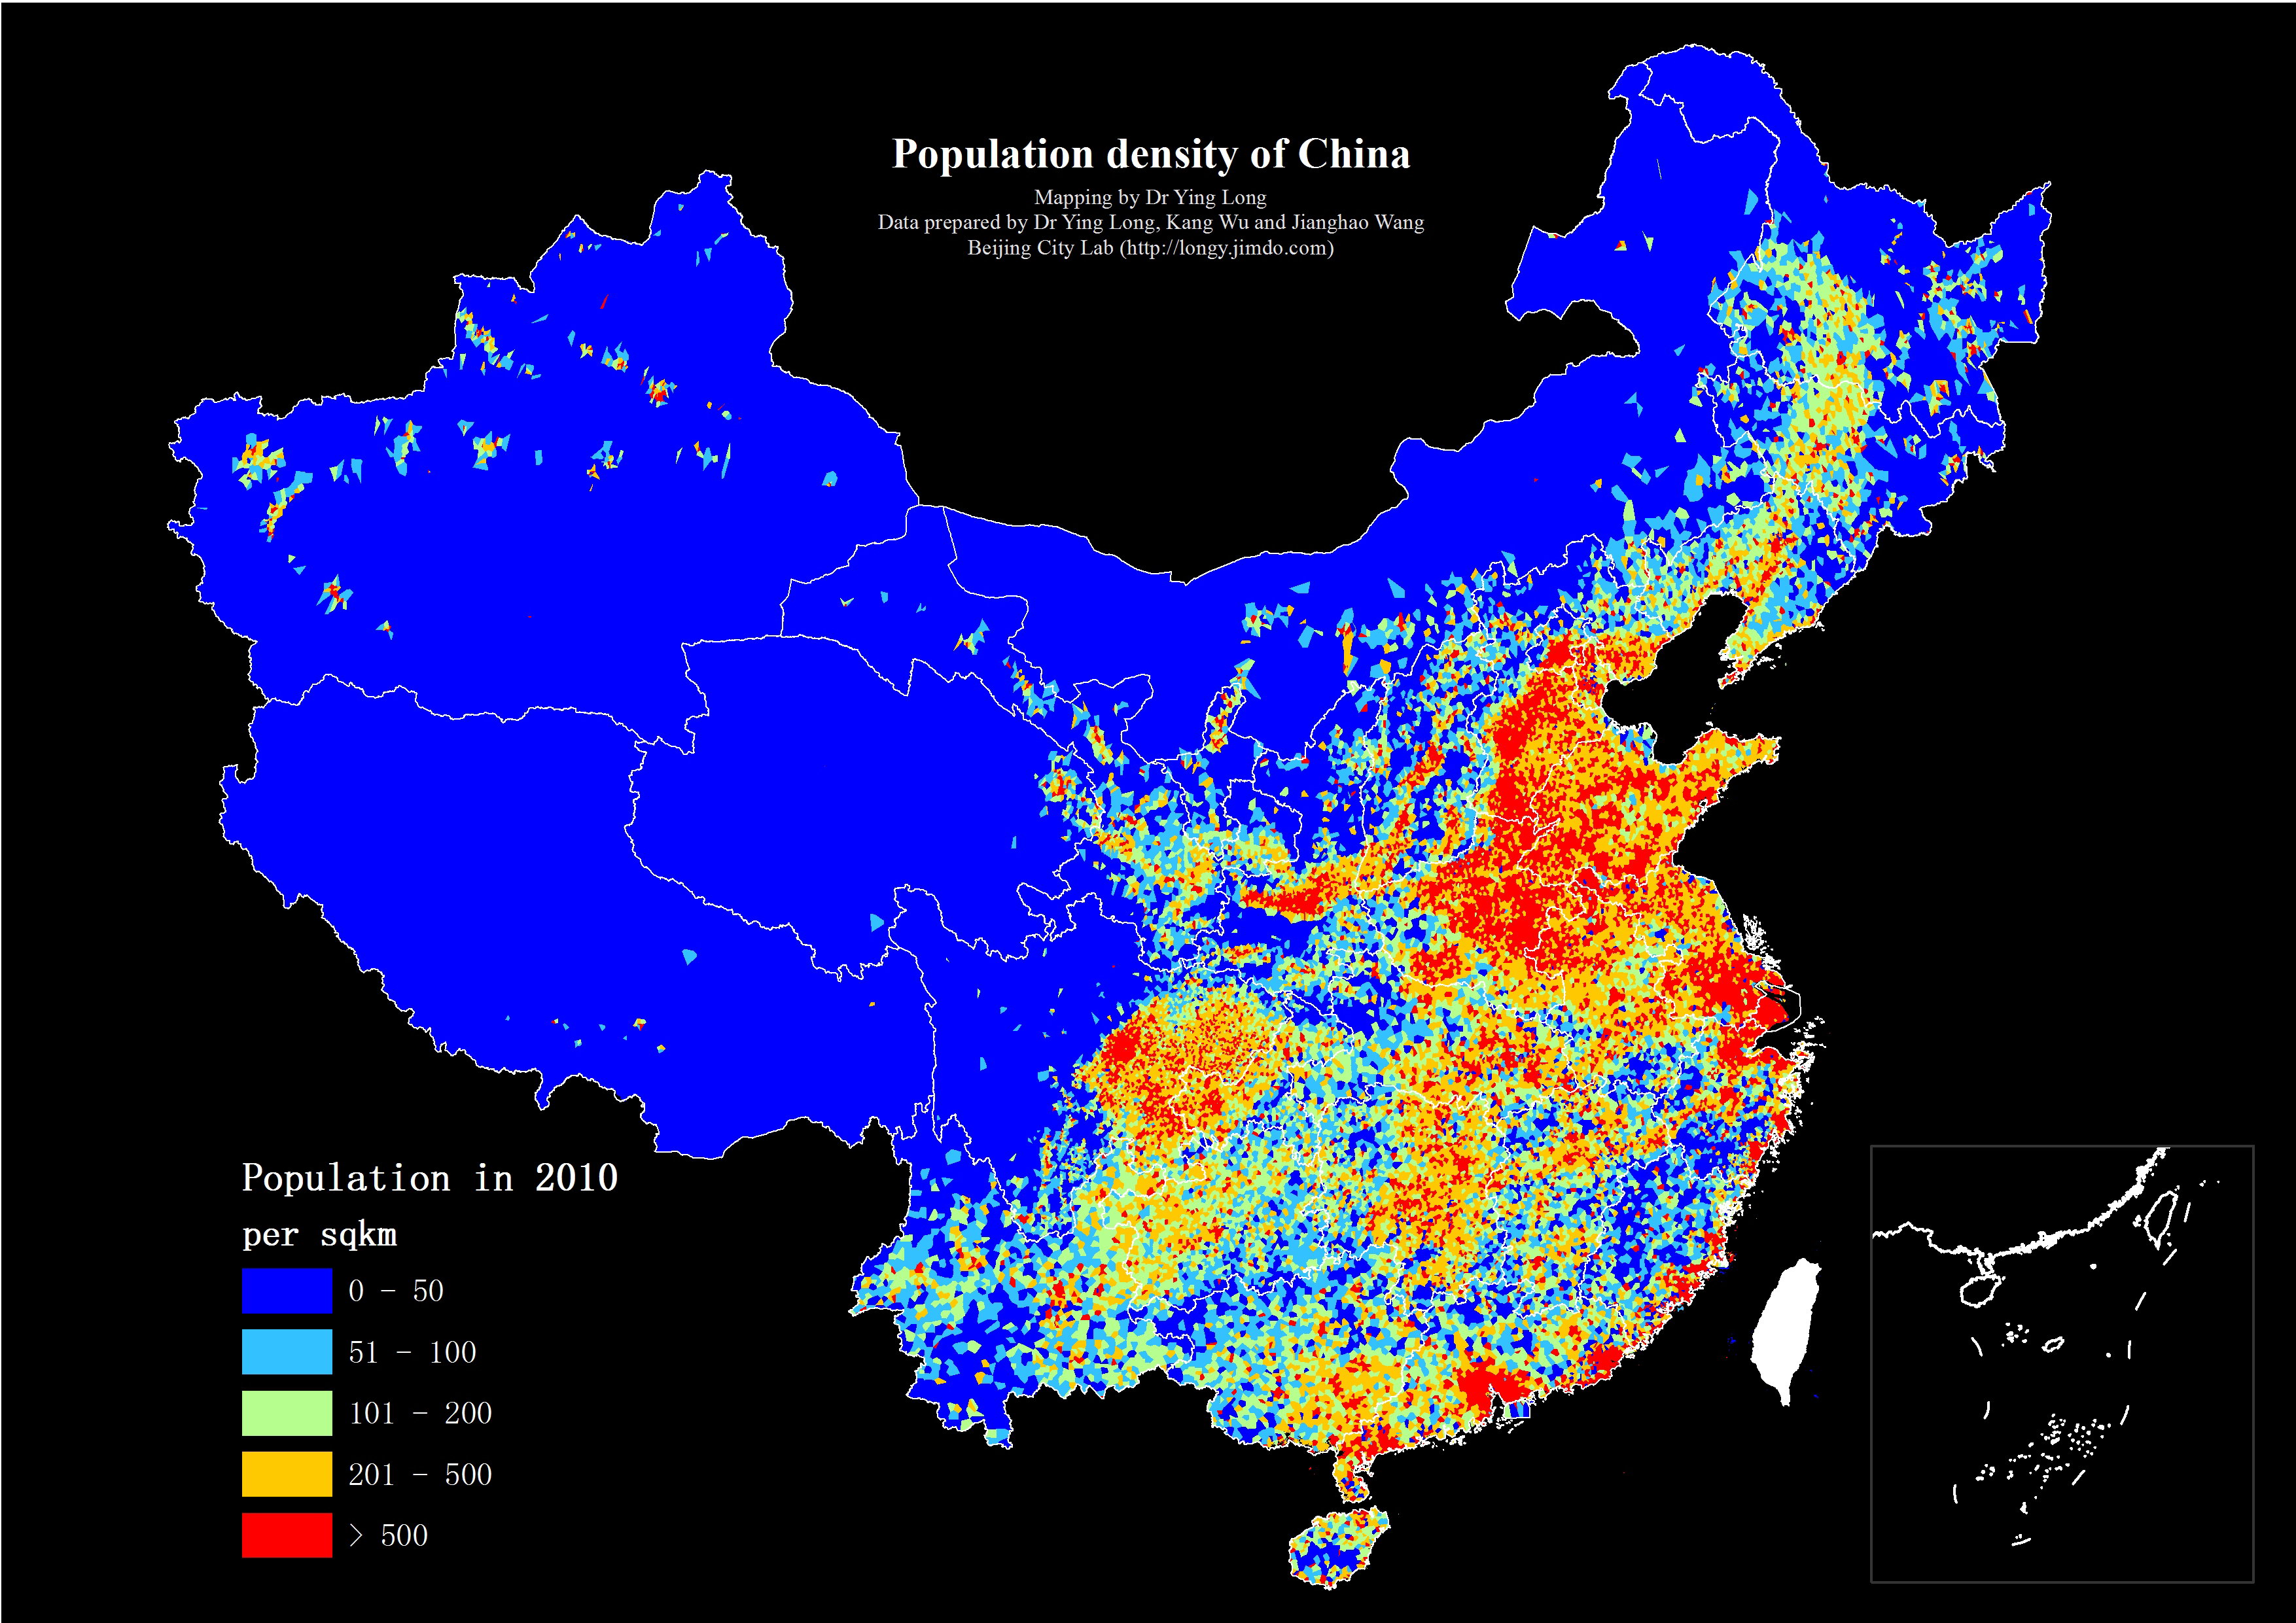 Population density of China
Mapping by Dr Ying Long
Data prepared by Dr Ying Long, Kang Wu and Jianghao Wang
Beijing City Lab (http://longy.jimdo.com)
Population in 2010
per sqkm
0 - 50
51 - 100
101 - 200
201 - 500
> 500